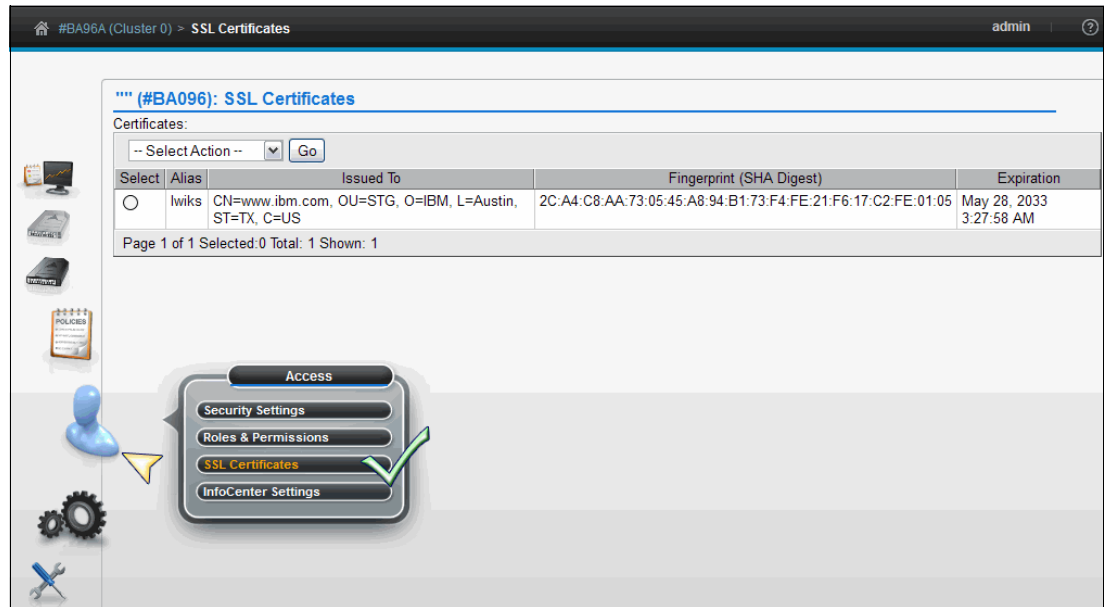 #BA96A (Cluster 0) > SSL Certificates
admin
?
"" (#BA096): SSL Certificates
Certificates:
-- Select Action --
Go
Select Alias Issued To Fingerprint (SHA Digest) Expiration
lwiks CN=www.ibm.com, OU=STG, O=IBM, L=Austin, 2C:A4:C8:AA:73:05:45:A8:94:B1:73:F4:FE:21:F6:17:C2:FE:01:05 May 28, 2033
ST=TX, C=US 3:27:58 AM
Page 1 of 1 Selected:0 Total: 1 Shown: 1
POLICIES
Access
Security Settings
Roles & Permissions
SSL Certificates
InfoCenter Settings